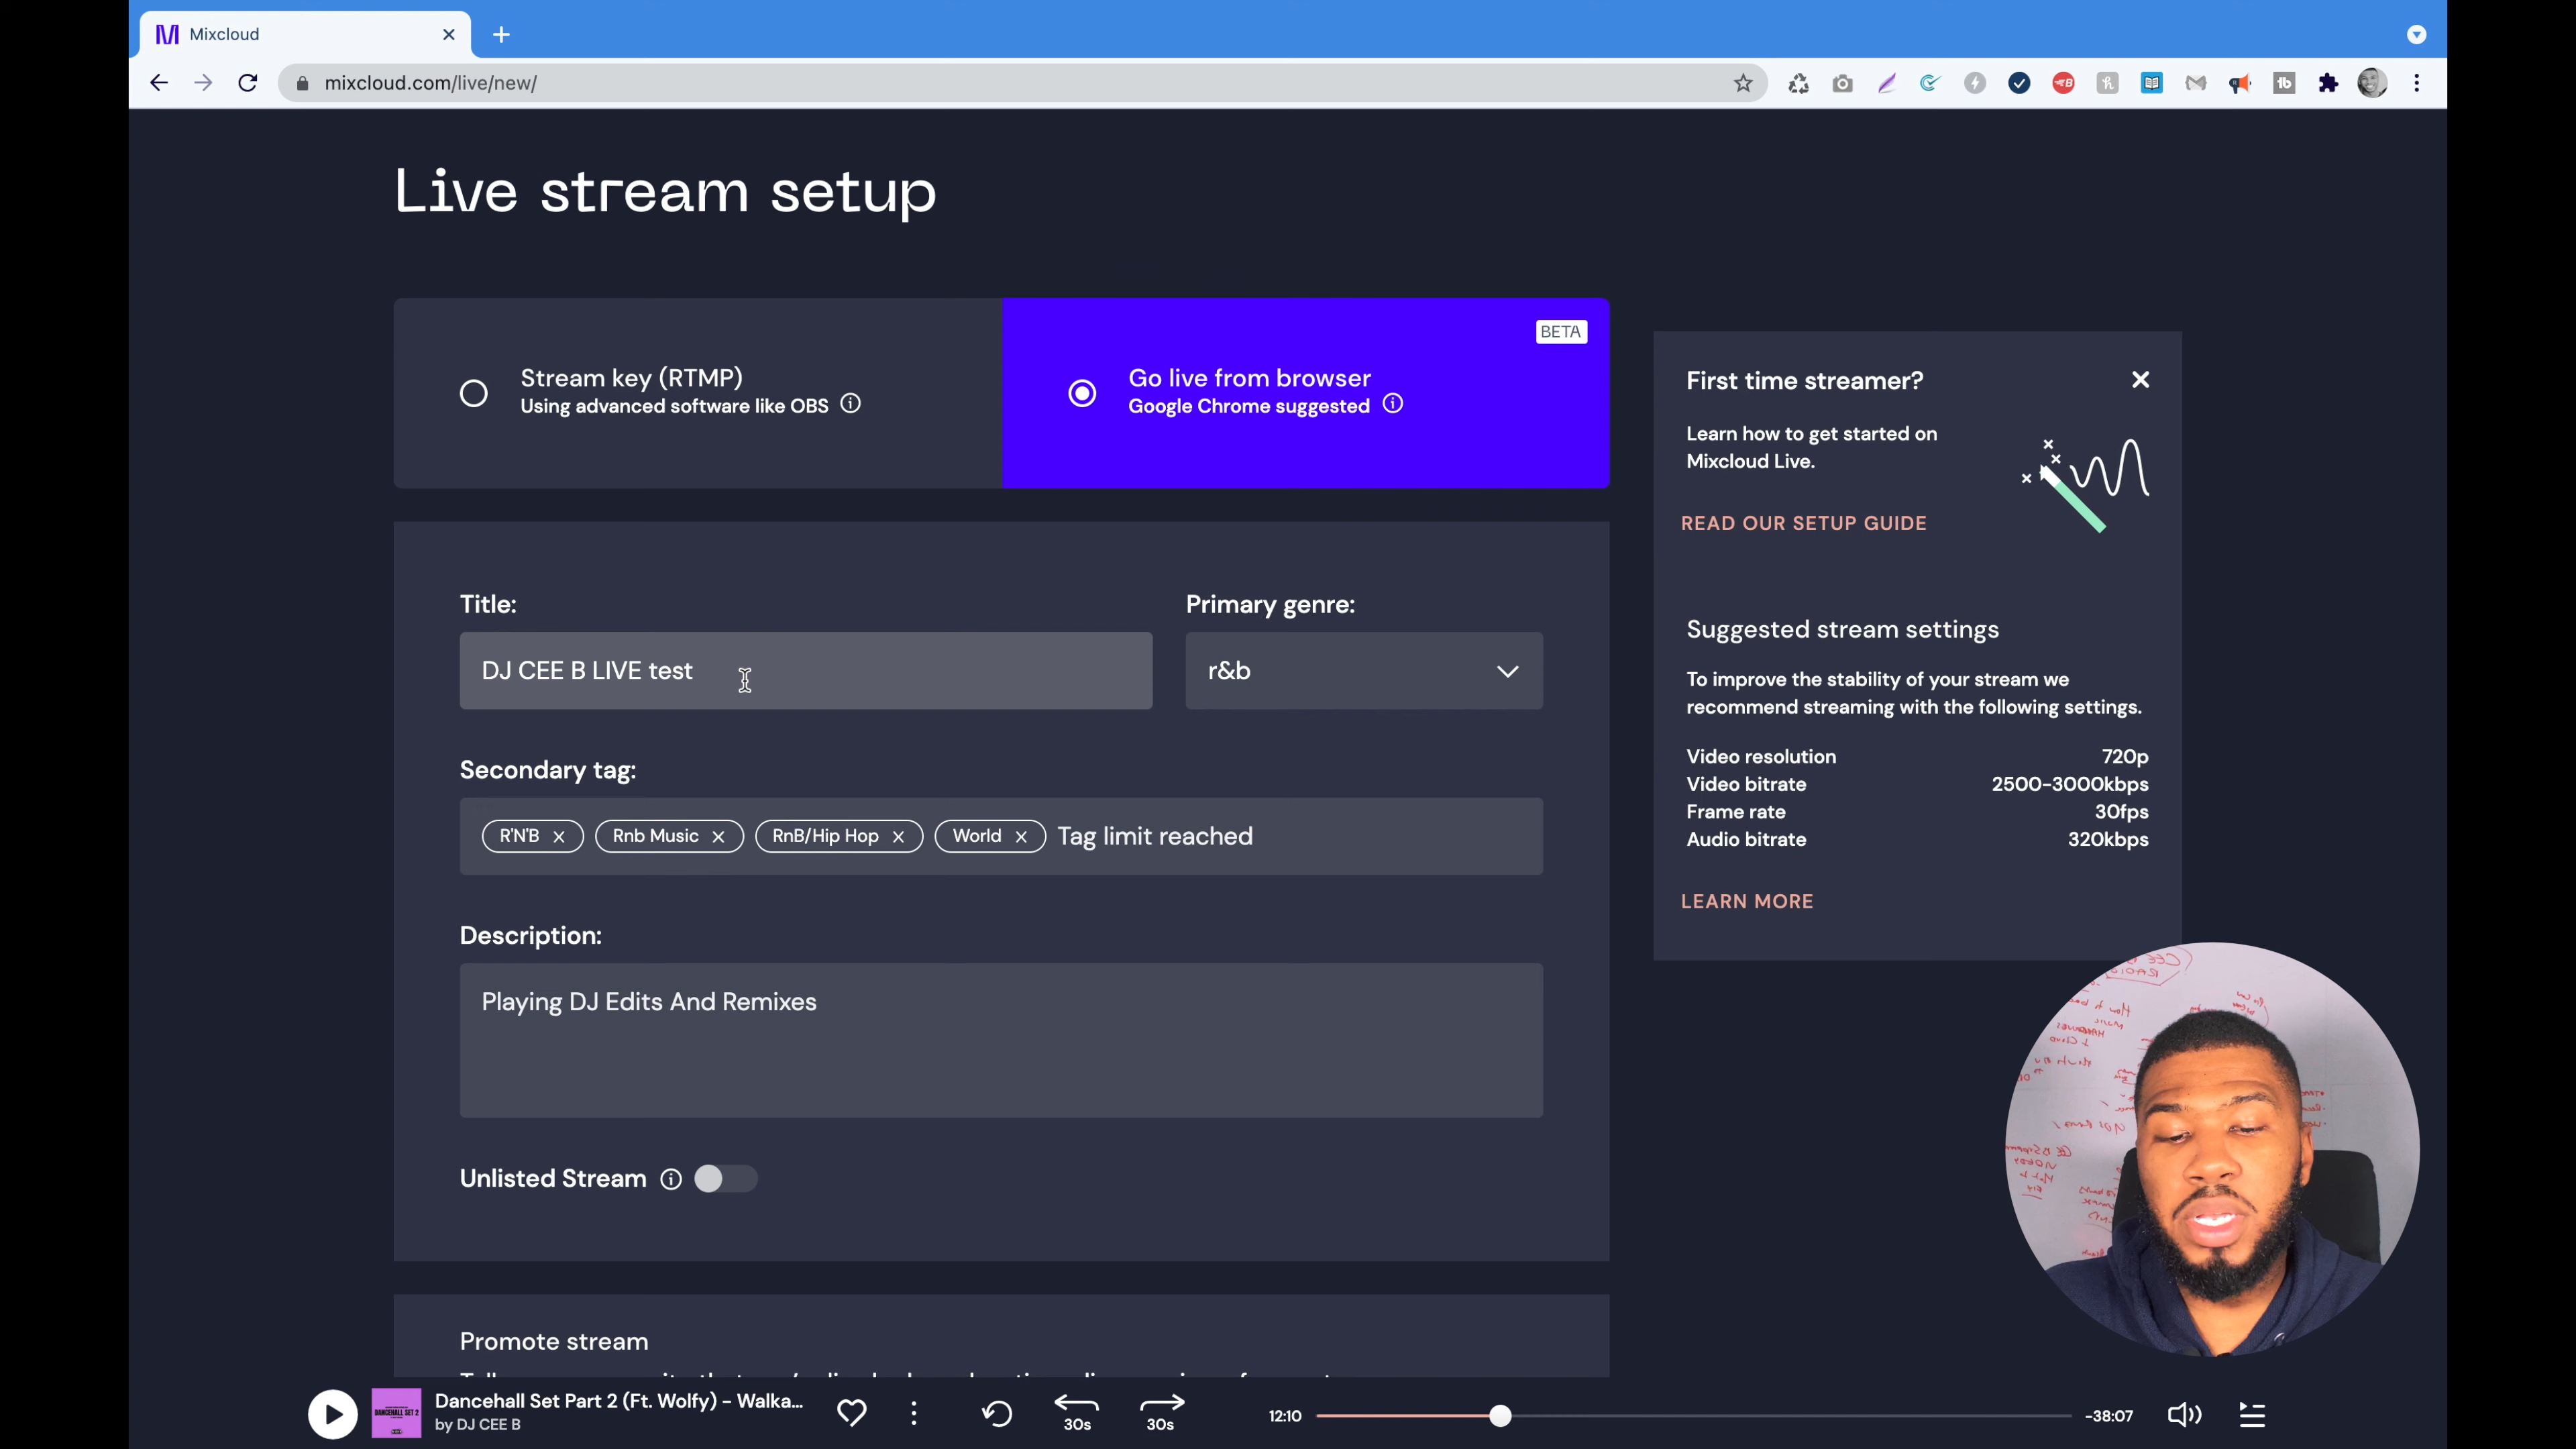 Mixcloud
mixcloud.com/live/new/
Live stream setup
Stream key (RTMP)
Using advanced software like OBS
BETA
Go live from browser
Google Chrome suggested
First time streamer?
Learn how to get started on
Mixcloud Live.
READ OUR SETUP GUIDE
Title:
DJ CEE B LIVE test
Primary genre:
r&b
Secondary tag:
R'N'B
Rnb Music
RnB/Hip Hop
World
Tag limit reached
Description:
Playing DJ Edits And Remixes
Unlisted Stream
Suggested stream settings
To improve the stability of your stream we
recommend streaming with the following settings.
Video resolution 720p
Video bitrate 2500-3000kbps
Frame rate 30fps
Audio bitrate 320kbps
LEARN MORE
Promote stream
DANCEHALL SET 2
Dancehall Set Part 2 (Ft. Wolfy) - Walka...
by DJ CEE B
30s
30s
12:10
-38:07